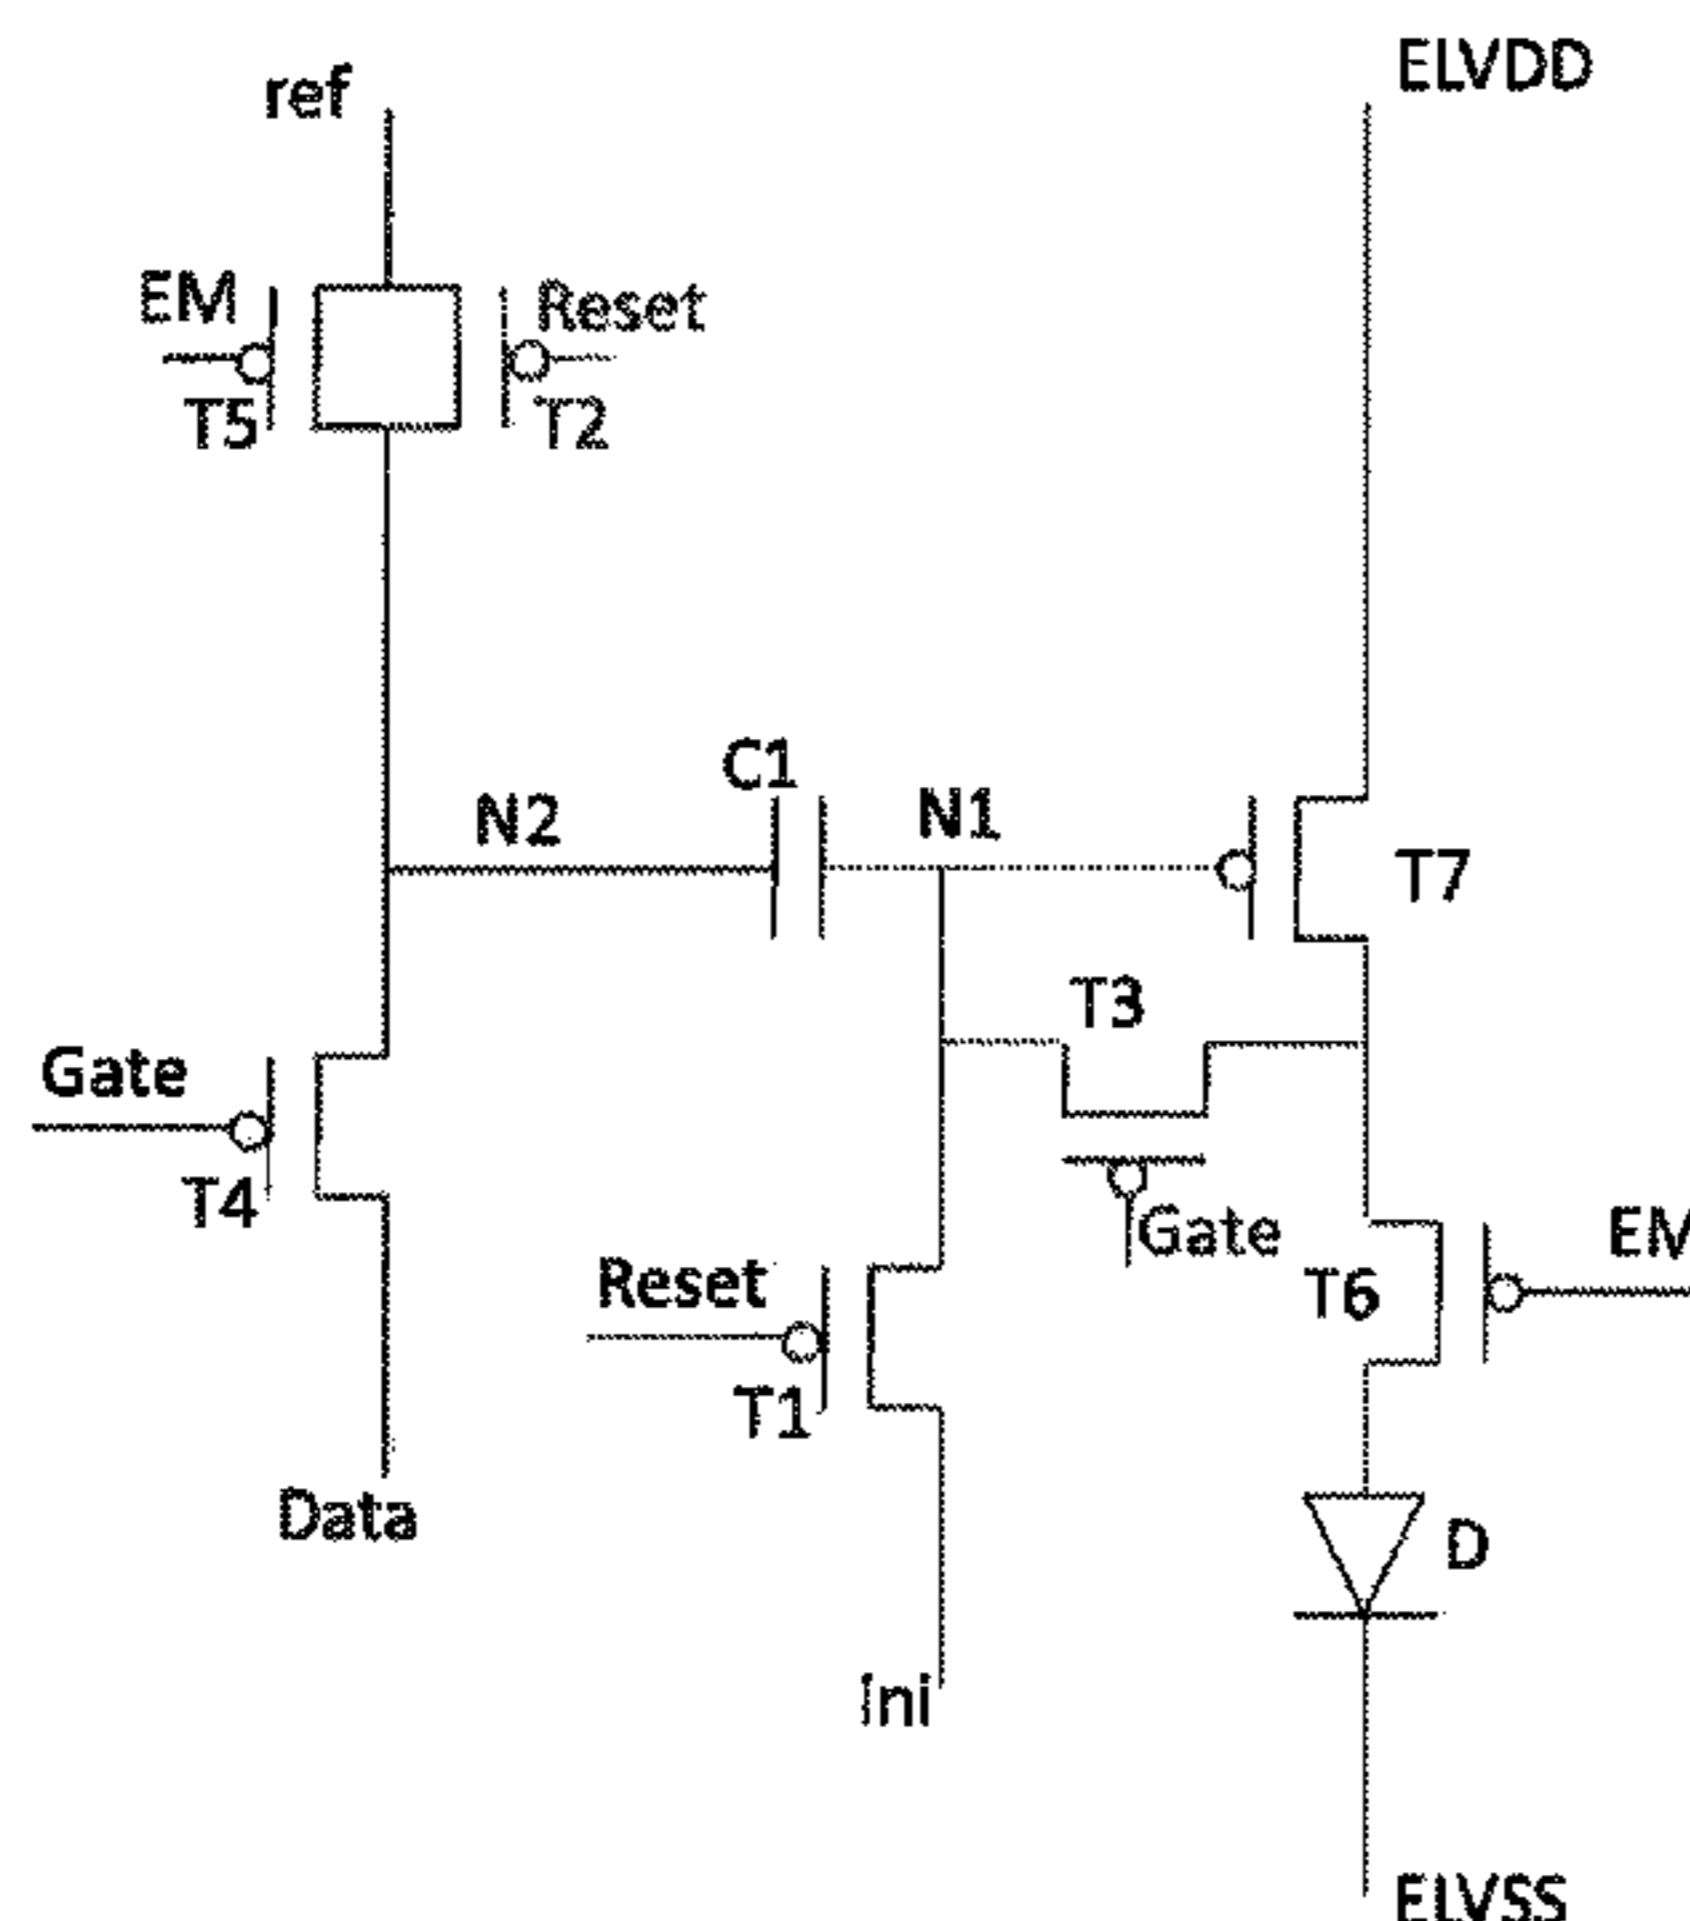 ELVDD
ref
EM
Reset
T5
T2
C1
N2
N1
T7
T3
Gate
T4
Gate
EM
Reset
T6
T1
Data
D
ini
ELVSS